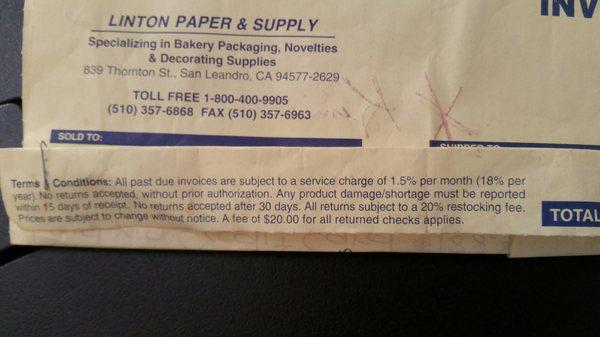 LINTON PAPER & SUPPLY
INV
Specializing in Bakery Packaging, Novelties
& Decorating Supplies
839 Thornton St., San Leandro, CA 94577-2629
TOLL FREE 1-800-400-9905
(510) 357-6868 FAX (510) 357-6963
SOLD TO:
Terms & Conditions: All past due invoices are subject to a service charge of 1.5% per month (18% per
year). No returns accepted, without prior authorization. Any product damage/shortage must be reported
within 15 days of receipt. No returns accepted after 30 days. All returns subject to a 20% restocking fee.
Prices are subject to change without notice. A fee of $20.00 for all returned checks applies.
TOTAL